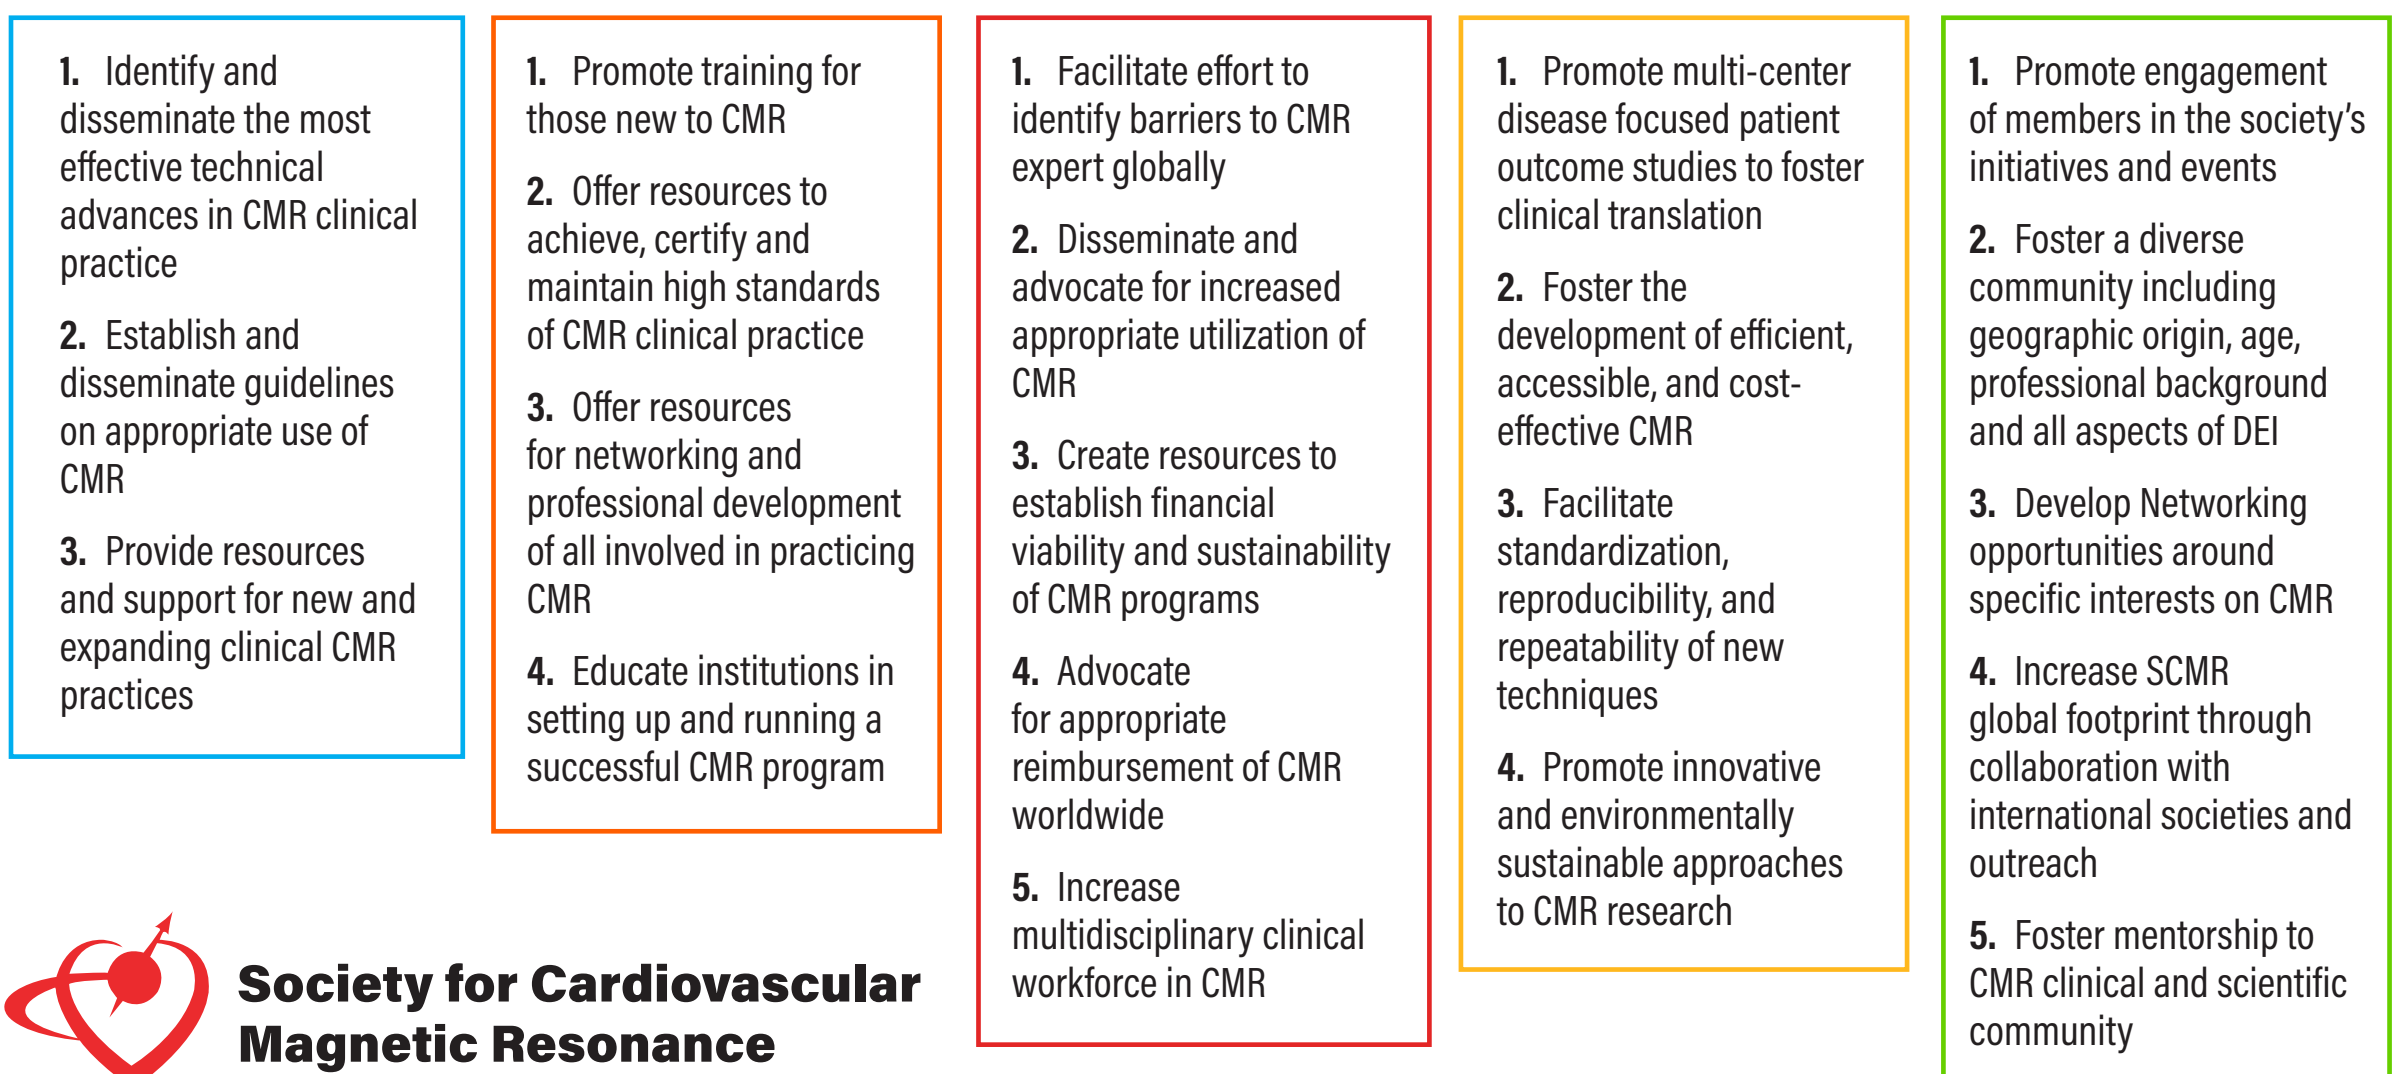 1. Identify and
disseminate the most
effective technical
advances in CMR clinical
practice
2. Establish and
disseminate guidelines
on appropriate use of
CMR
3. Provide resources
and support for new and
expanding clinical CMR
practices
1. Promote training for
those new to CMR
2. Offer resources to
achieve, certify and
maintain high standards
of CMR clinical practice
3. Offer resources
for networking and
professional development
of all involved in practicing
CMR
4. Educate institutions in
setting up and running a
successful CMR program
1. Facilitate effort to
identify barriers to CMR
expert globally
2. Disseminate and
advocate for increased
appropriate utilization of
CMR
3. Create resources to
establish financial
viability and sustainability
of CMR programs
4. Advocate
for appropriate
reimbursement of CMR
worldwide
5. Increase
multidisciplinary clinical
workforce in CMR
1. Promote multi-center
disease focused patient
outcome studies to foster
clinical translation
2. Foster the
development of efficient,
accessible, and cost-
effective CMR
3. Facilitate
standardization,
reproducibility, and
repeatability of new
techniques
4. Promote innovative
and environmentally
sustainable approaches
to CMR research
1. Promote engagement
of members in the society’s
initiatives and events
2. Foster a diverse
community including
geographic origin, age,
professional background
and all aspects of DEI
3. Develop Networking
opportunities around
specific interests on CMR
4. Increase SCMR
global footprint through
collaboration with
international societies and
outreach
5. Foster mentorship to
CMR clinical and scientific
community
Society for Cardiovascular
Magnetic Resonance